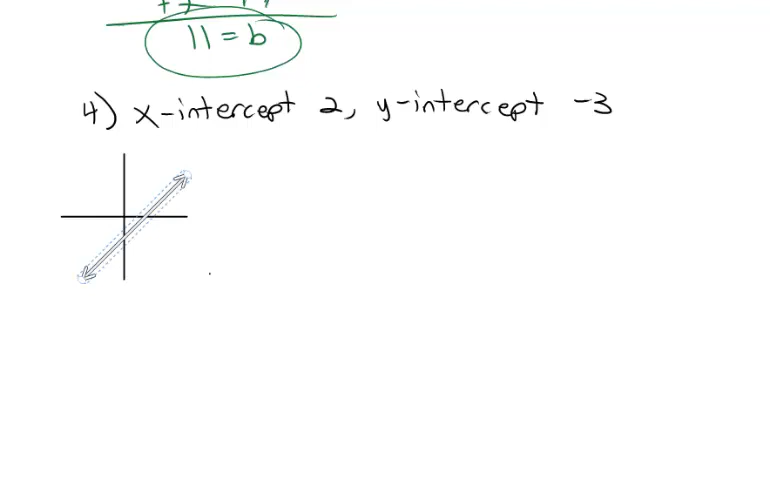 11 = b
4) x-intercept 2, y-intercept -3